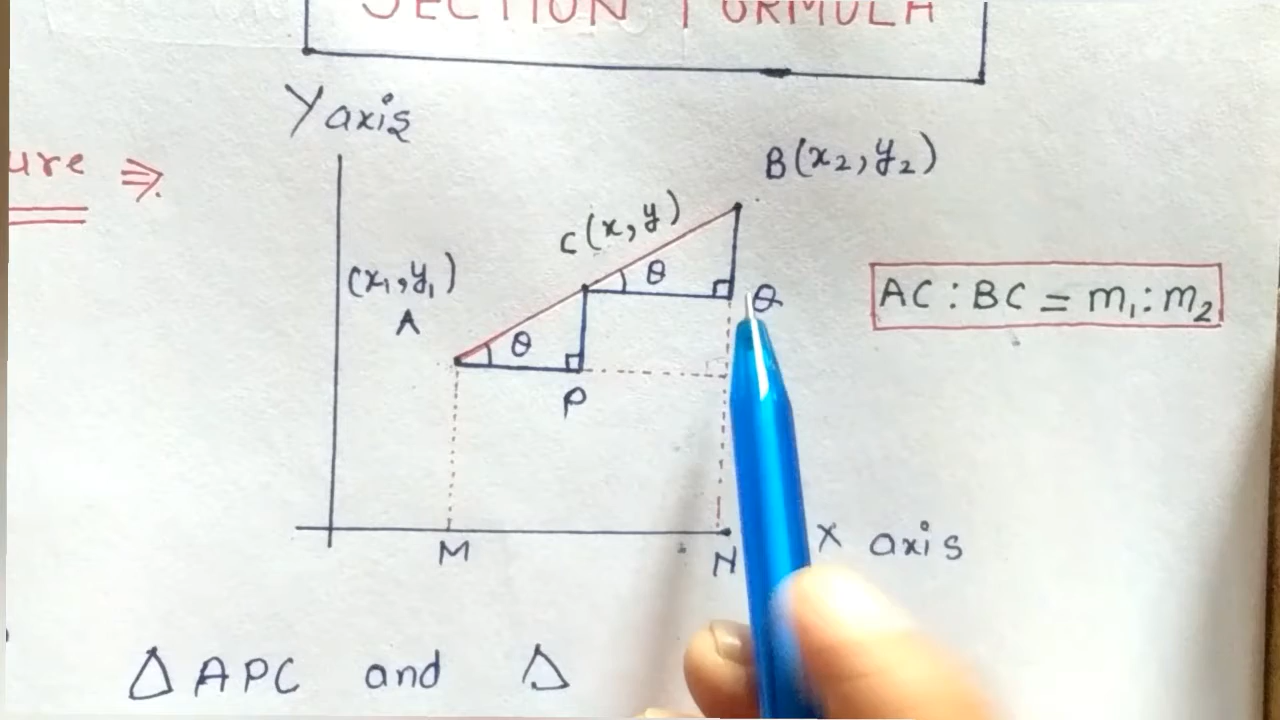 SECTION FORMULA
Y axis
ure ⇒
B(x₂, y₂)
C(x, y)
(x₁, y₁)
A
θ
θ
Q
AC : BC = m₁ : m₂
P
M
N
X axis
Δ APC and Δ